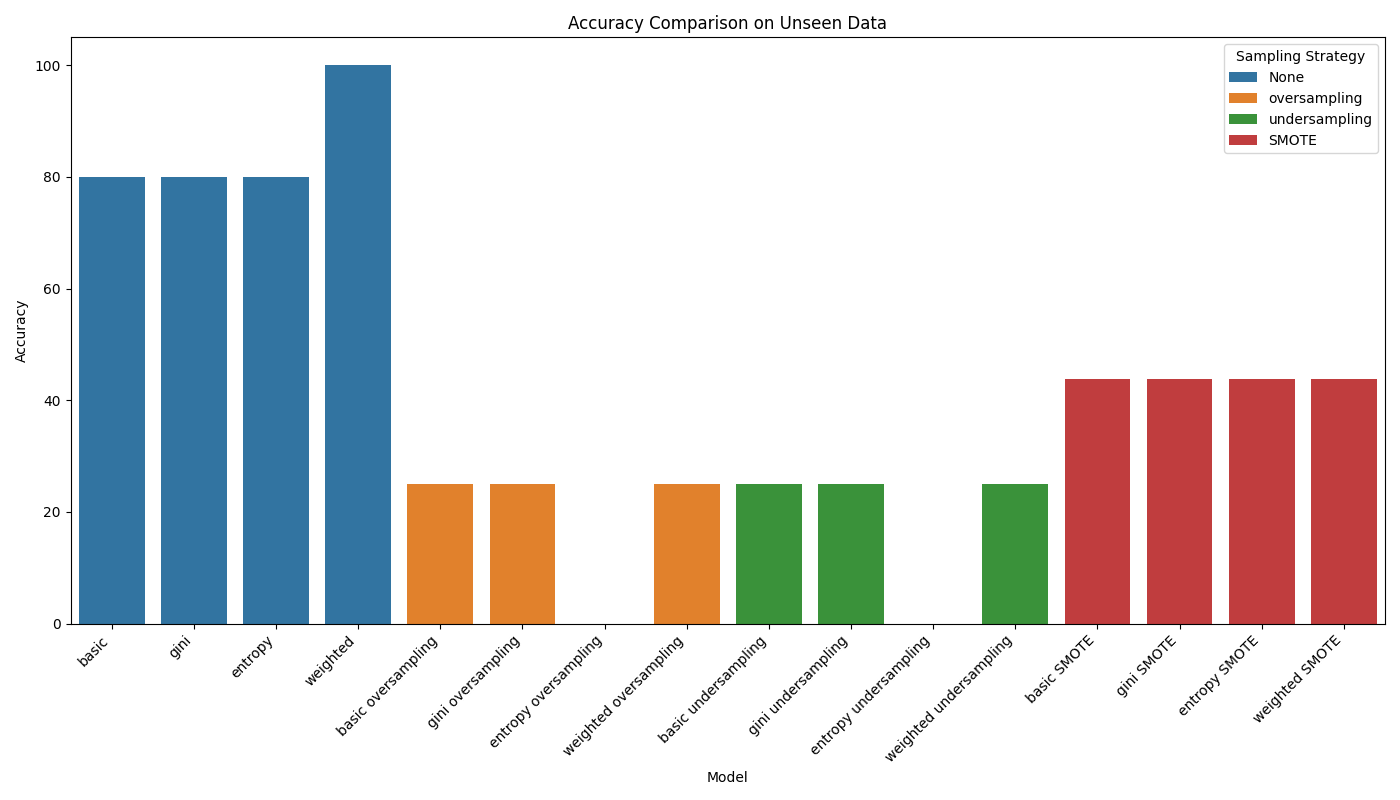 Accuracy Comparison on Unseen Data
Sampling Strategy
None
oversampling
undersampling
SMOTE
Accuracy
100
80
60
40
20
0
basic
gini
entropy
weighted
basic oversampling
gini oversampling
entropy oversampling
weighted oversampling
basic undersampling
gini undersampling
entropy undersampling
weighted undersampling
basic SMOTE
gini SMOTE
entropy SMOTE
weighted SMOTE
Model